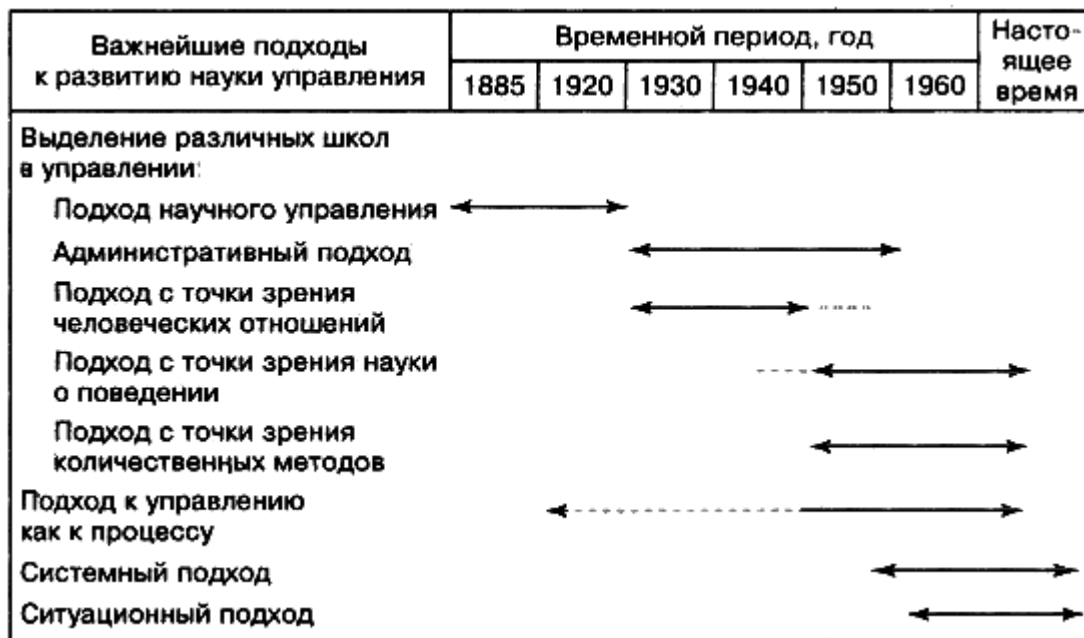 Важнейшие подходы
к развитию науки управления
Временной период, год
Насто-
ящее
время
1885 1920 1930 1940 1950 1960
Выделение различных школ
в управлении:
Подход научного управления
Административный подход
Подход с точки зрения
человеческих отношений
Подход с точки зрения науки
о поведении
Подход с точки зрения
количественных методов
Подход к управлению
как к процессу
Системный подход
Ситуационный подход